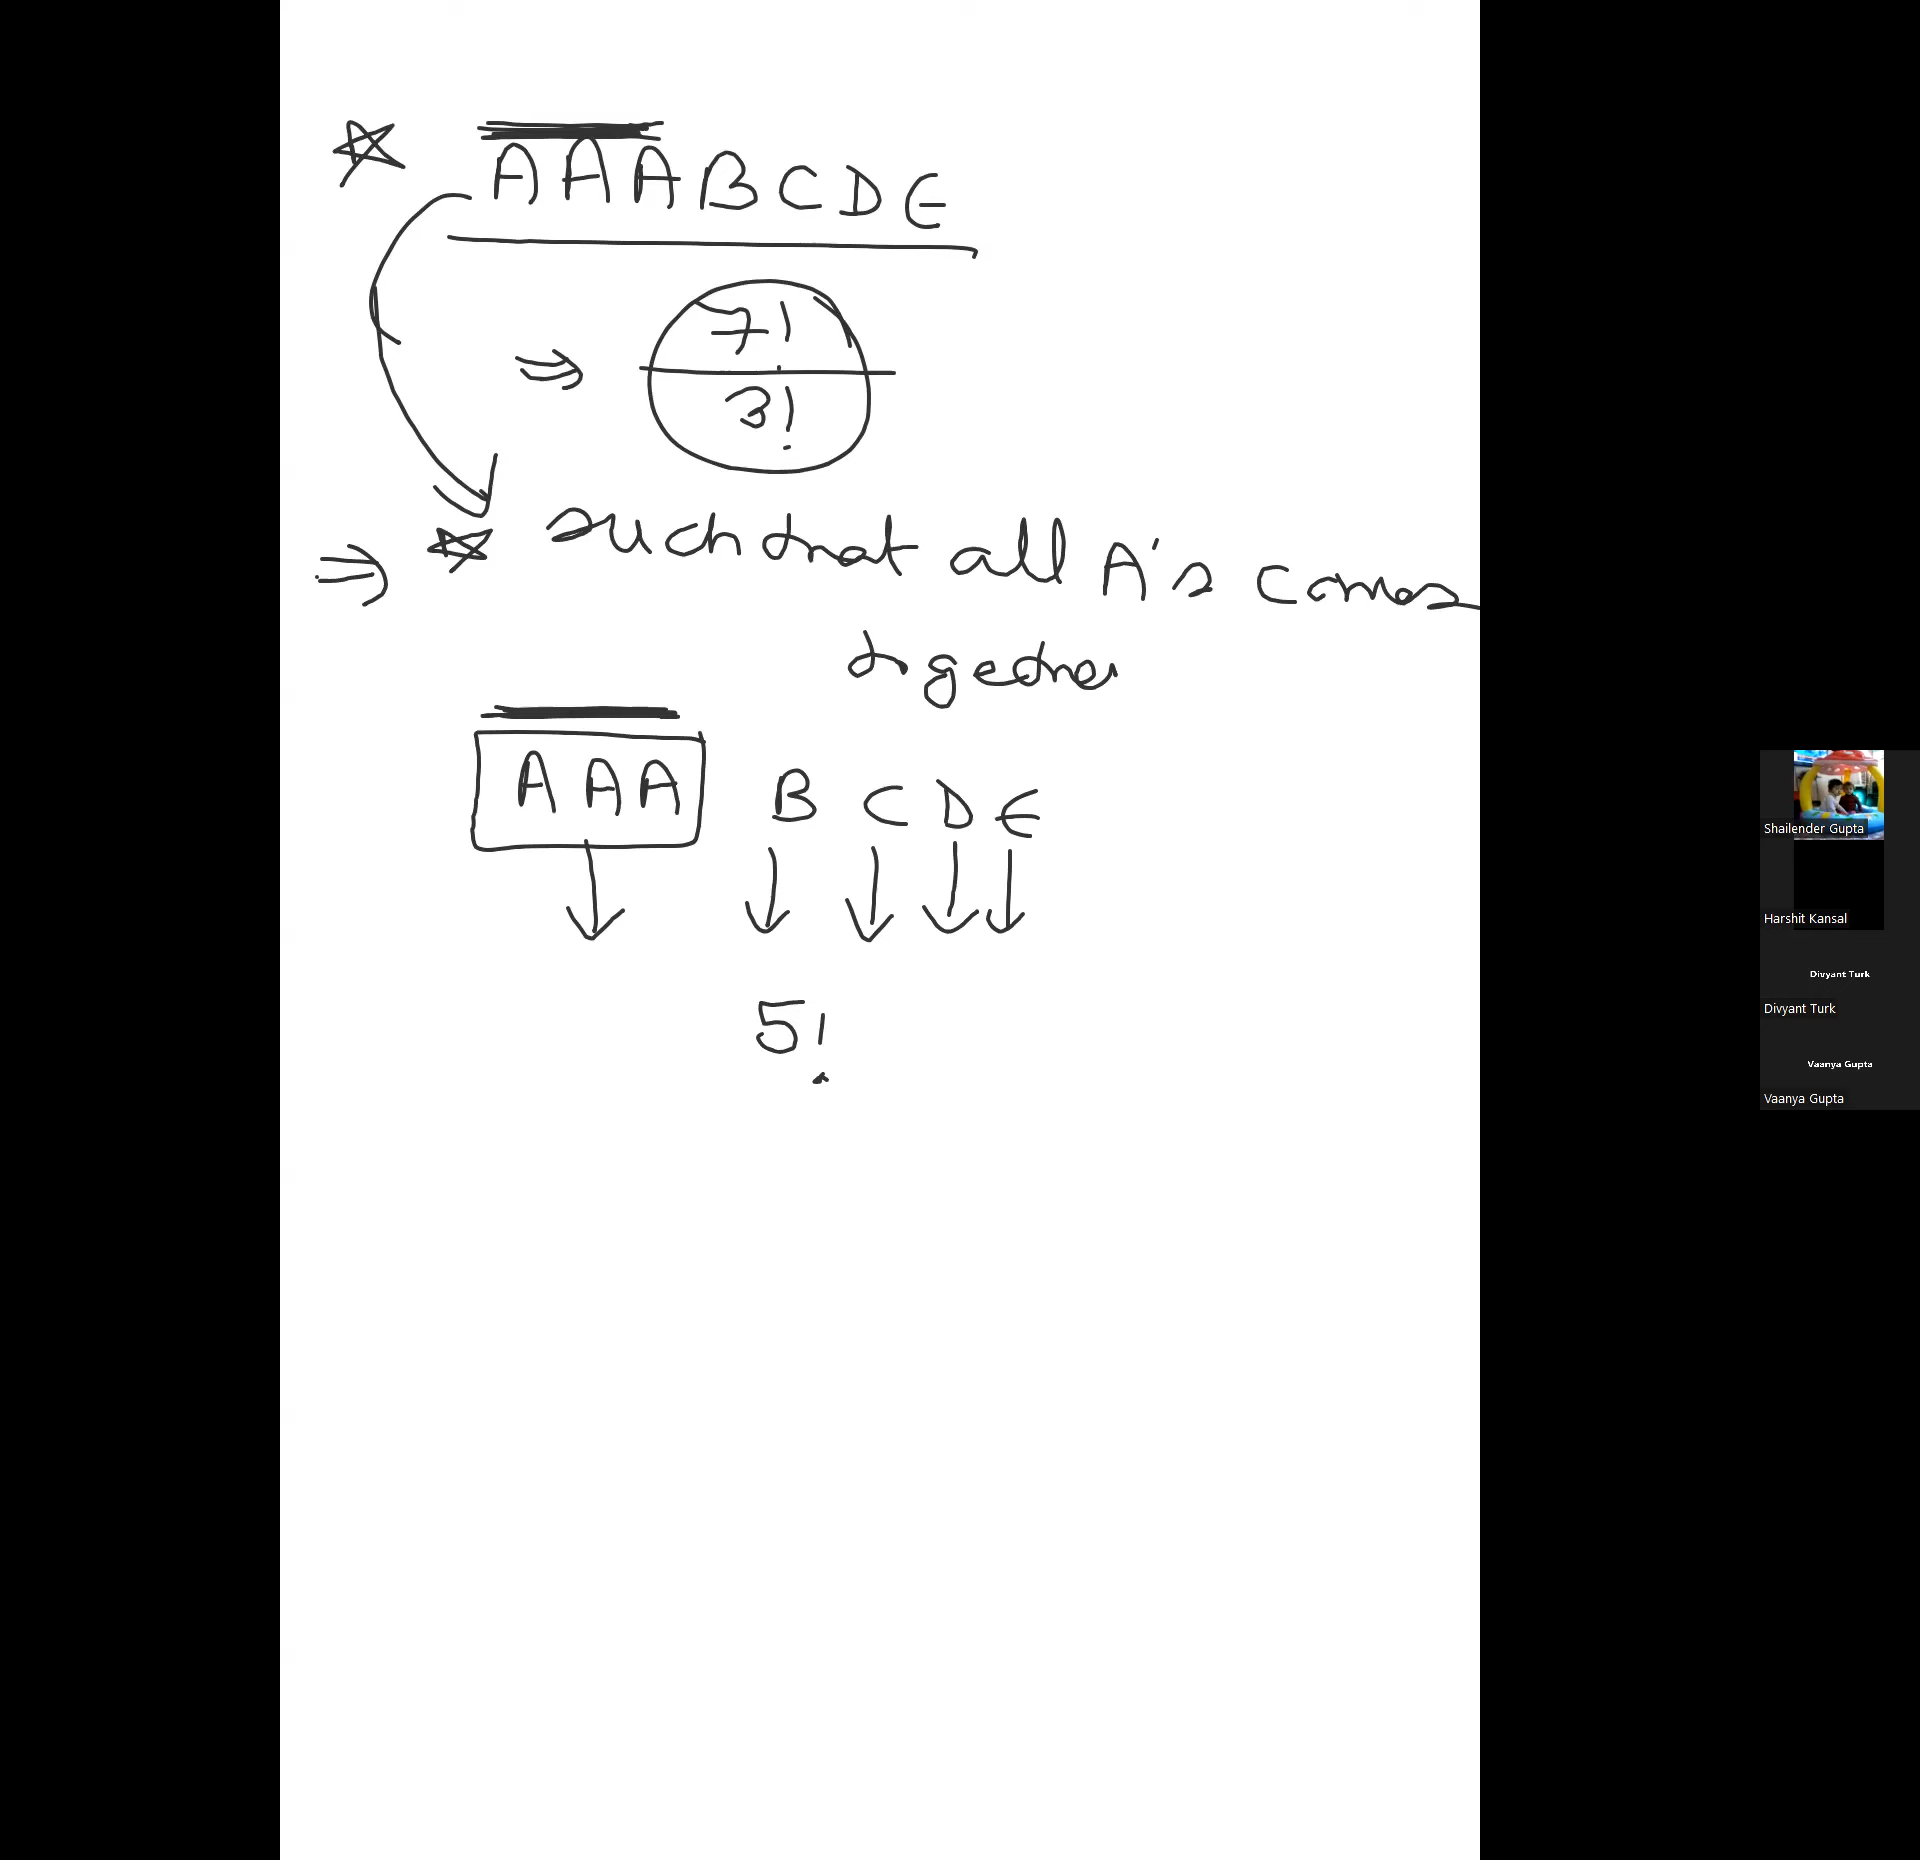 AAABCDE
⇒ 7!
3!
⇒ such that all A's comes
together
AAA B C D E
5!
Shailender Gupta
Harshit Kansal
Divyant Turk
Divyant Turk
Vaanya Gupta
Vaanya Gupta